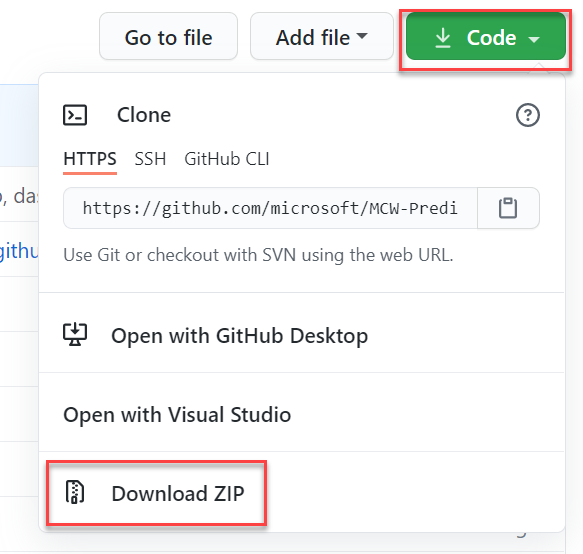 Go to file
Add file
Code
Clone
HTTPS SSH GitHub CLI
https://github.com/microsoft/MCW-Predi
Use Git or checkout with SVN using the web URL.
Open with GitHub Desktop
Open with Visual Studio
Download ZIP